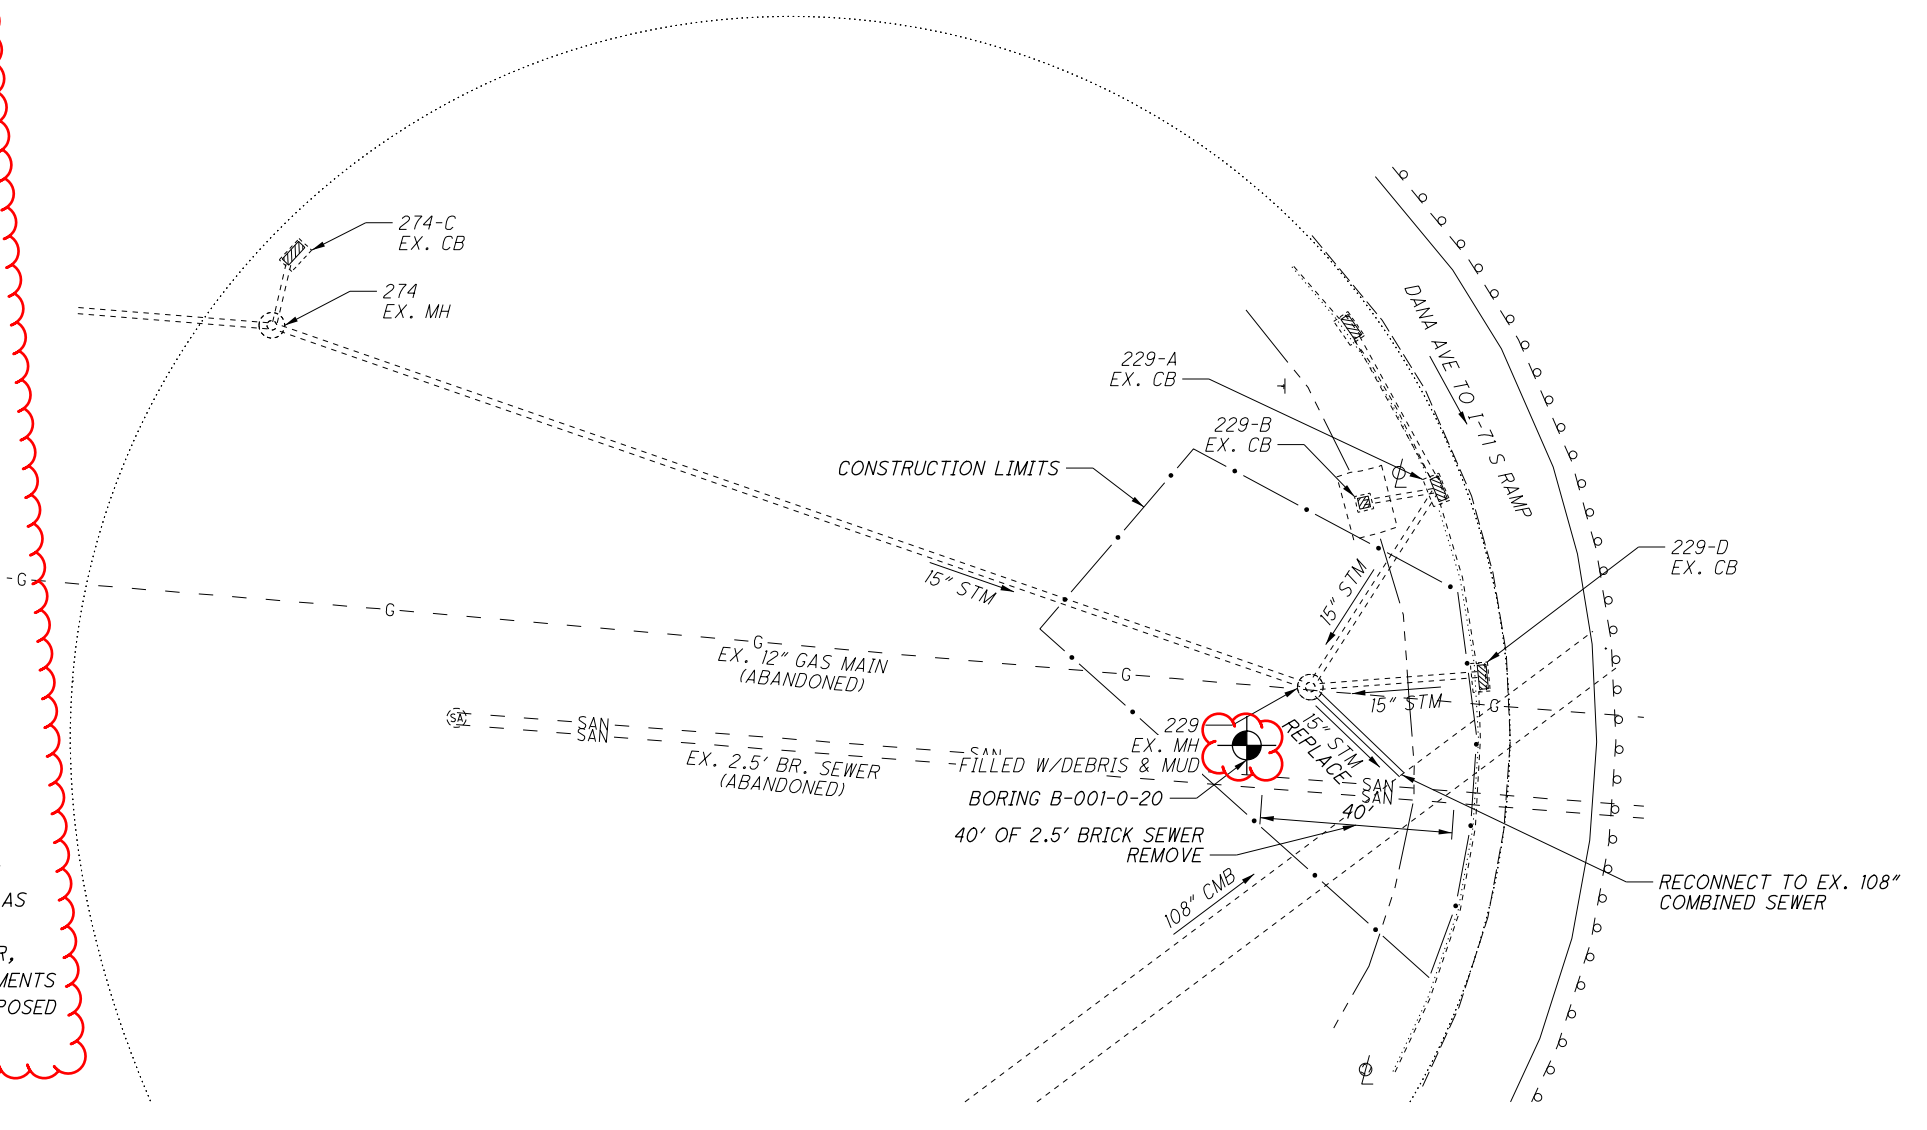 274-C
EX. CB
274
EX. MH
DANA AVE TO I-71 S RAMP
229-A
EX. CB
229-B
EX. CB
CONSTRUCTION LIMITS
229-D
EX. CB
15" STM
15" STM
G
G
G
G
G
EX. 12" GAS MAIN
(ABANDONED)
15" STM
SA
SAN
SAN
SAN
EX. 2.5' BR. SEWER
(ABANDONED)
229
EX. MH
-FILLED W/DEBRIS & MUD
15" STM
REPLACE
SAN
SAN
BORING B-001-0-20
40'
40' OF 2.5' BRICK SEWER
REMOVE
108" CMB
RECONNECT TO EX. 108"
COMBINED SEWER
AS
R,
MENTS
POSED